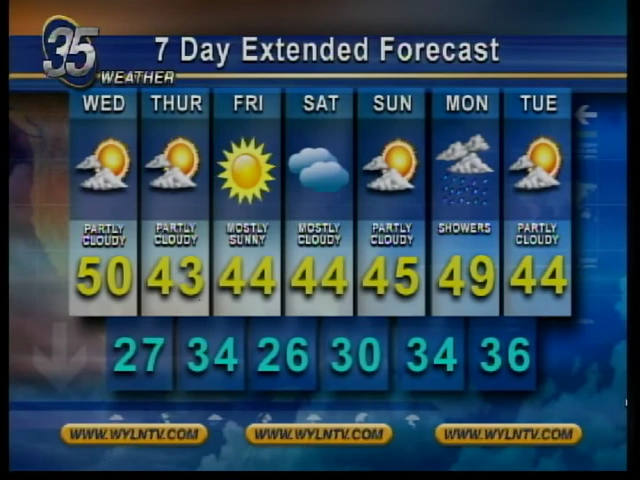 35
WEATHER
7 Day Extended Forecast
WED THUR FRI SAT SUN MON TUE
PARTLY CLOUDY PARTLY CLOUDY MOSTLY SUNNY MOSTLY CLOUDY PARTLY CLOUDY SHOWERS PARTLY CLOUDY
50 43 44 44 45 49 44
27 34 26 30 34 36
WWW.WYLNTV.COM WWW.WYLNTV.COM WWW.WYLNTV.COM